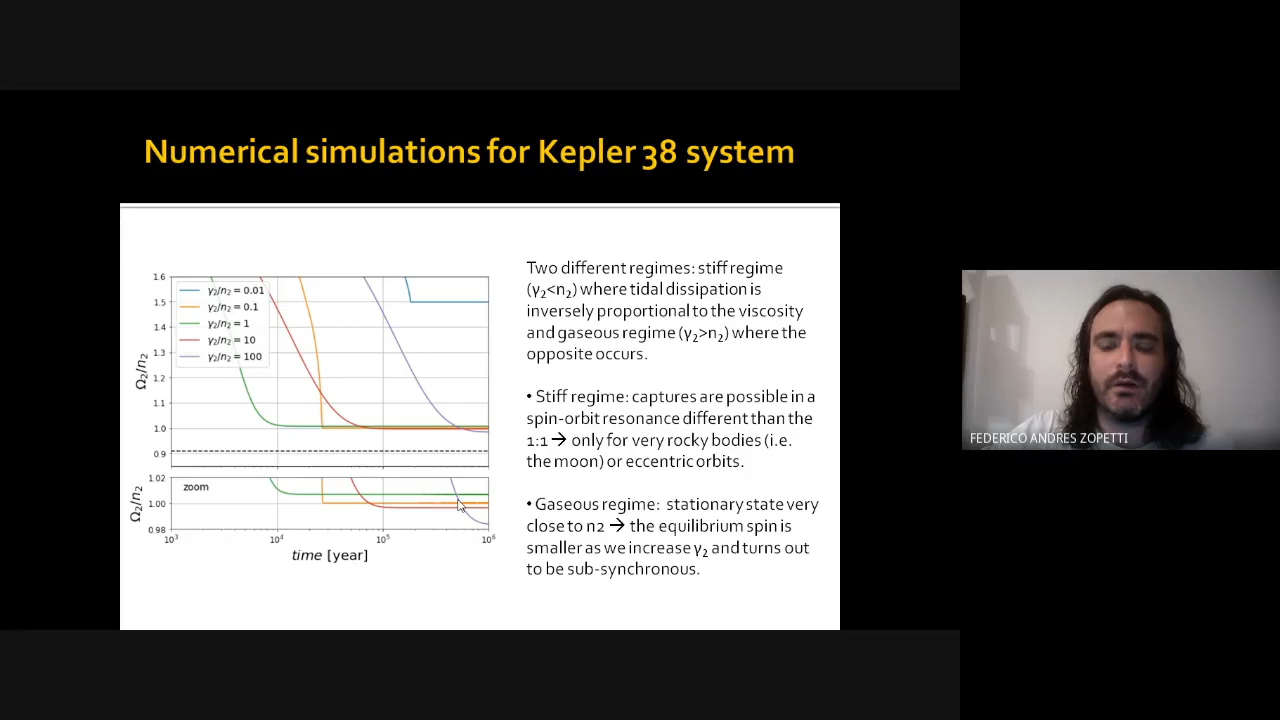 Numerical simulations for Kepler 38 system
1.6
1.5
1.4
1.3
1.2
1.1
1.0
0.9
Ω₂/n₂
γ₂/n₂ = 0.01
γ₂/n₂ = 0.1
γ₂/n₂ = 1
γ₂/n₂ = 10
γ₂/n₂ = 100
1.02
1.00
0.98
Ω₂/n₂
zoom
10³ 10⁴ 10⁵ 10⁶
time [year]
Two different regimes: stiff regime
(γ₂<n₂) where tidal dissipation is
inversely proportional to the viscosity
and gaseous regime (γ₂>n₂) where the
opposite occurs.
• Stiff regime: captures are possible in a
spin-orbit resonance different than the
1:1 → only for very rocky bodies (i.e.
the moon) or eccentric orbits.
• Gaseous regime: stationary state very
close to n2 → the equilibrium spin is
smaller as we increase γ₂ and turns out
to be sub-synchronous.
FEDERICO ANDRES ZOPETTI